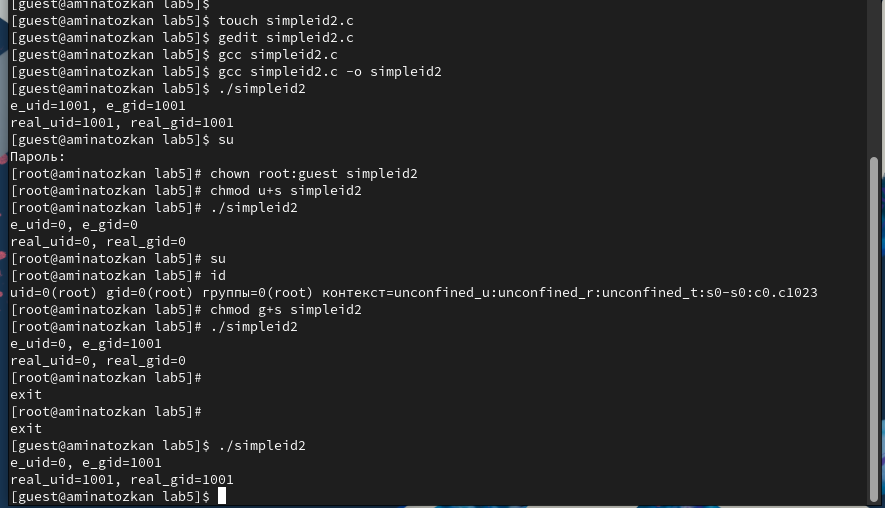 [guest@aminatozkan lab5]$
[guest@aminatozkan lab5]$ touch simpleid2.c
[guest@aminatozkan lab5]$ gedit simpleid2.c
[guest@aminatozkan lab5]$ gcc simpleid2.c
[guest@aminatozkan lab5]$ gcc simpleid2.c -o simpleid2
[guest@aminatozkan lab5]$ ./simpleid2
e_uid=1001, e_gid=1001
real_uid=1001, real_gid=1001
[guest@aminatozkan lab5]$ su
Пароль:
[root@aminatozkan lab5]# chown root:guest simpleid2
[root@aminatozkan lab5]# chmod u+s simpleid2
[root@aminatozkan lab5]# ./simpleid2
e_uid=0, e_gid=0
real_uid=0, real_gid=0
[root@aminatozkan lab5]# su
[root@aminatozkan lab5]# id
uid=0(root) gid=0(root) группы=0(root) контекст=unconfined_u:unconfined_r:unconfined_t:s0-s0:c0.c1023
[root@aminatozkan lab5]# chmod g+s simpleid2
[root@aminatozkan lab5]# ./simpleid2
e_uid=0, e_gid=1001
real_uid=0, real_gid=0
[root@aminatozkan lab5]#
exit
[root@aminatozkan lab5]#
exit
[guest@aminatozkan lab5]$ ./simpleid2
e_uid=0, e_gid=1001
real_uid=1001, real_gid=1001
[guest@aminatozkan lab5]$